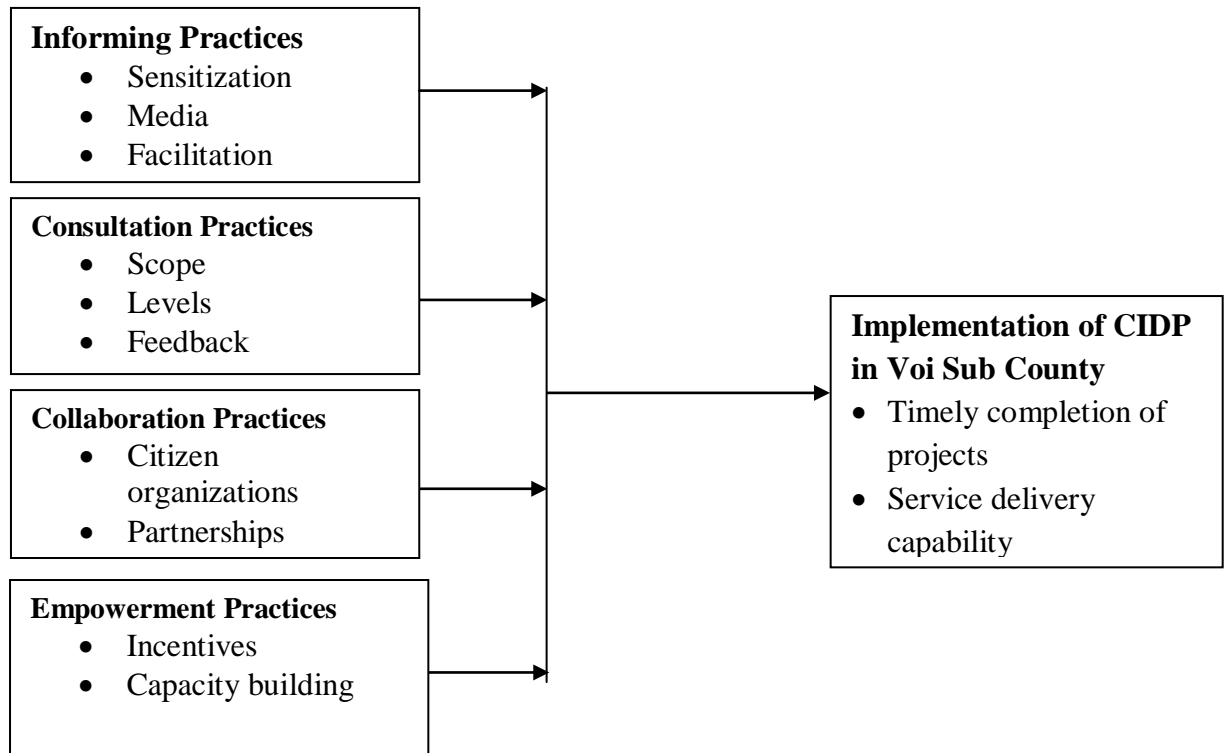 Informing Practices
• Sensitization
• Media
• Facilitation
Consultation Practices
• Scope
• Levels
• Feedback
Collaboration Practices
• Citizen
organizations
• Partnerships
Empowerment Practices
• Incentives
• Capacity building
Implementation of CIDP
in Voi Sub County
• Timely completion of
projects
• Service delivery
capability